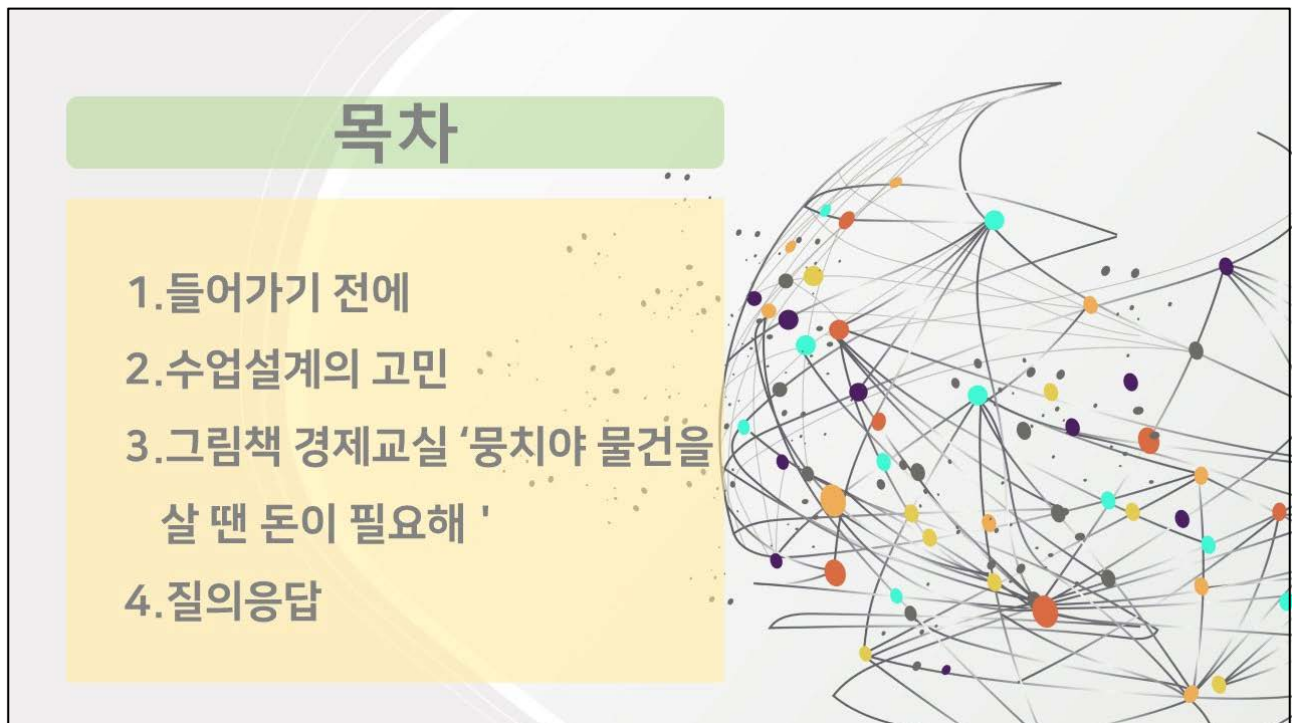 목차
1.들어가기 전에
2.수업설계의 고민
3.그림책 경제교실 ‘뭉치야 물건을
살 땐 돈이 필요해 '
4.질의응답